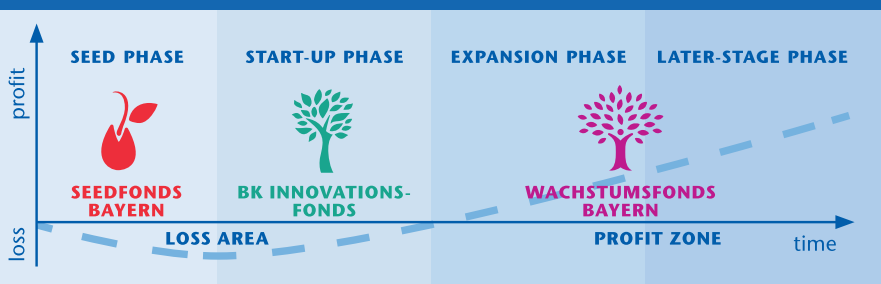 SEED PHASE
START-UP PHASE
EXPANSION PHASE
LATER-STAGE PHASE
profit
SEEDFONDS
BAYERN
BK INNOVATIONS-
FONDS
WACHSTUMSFONDS
BAYERN
loss
LOSS AREA
PROFIT ZONE
time